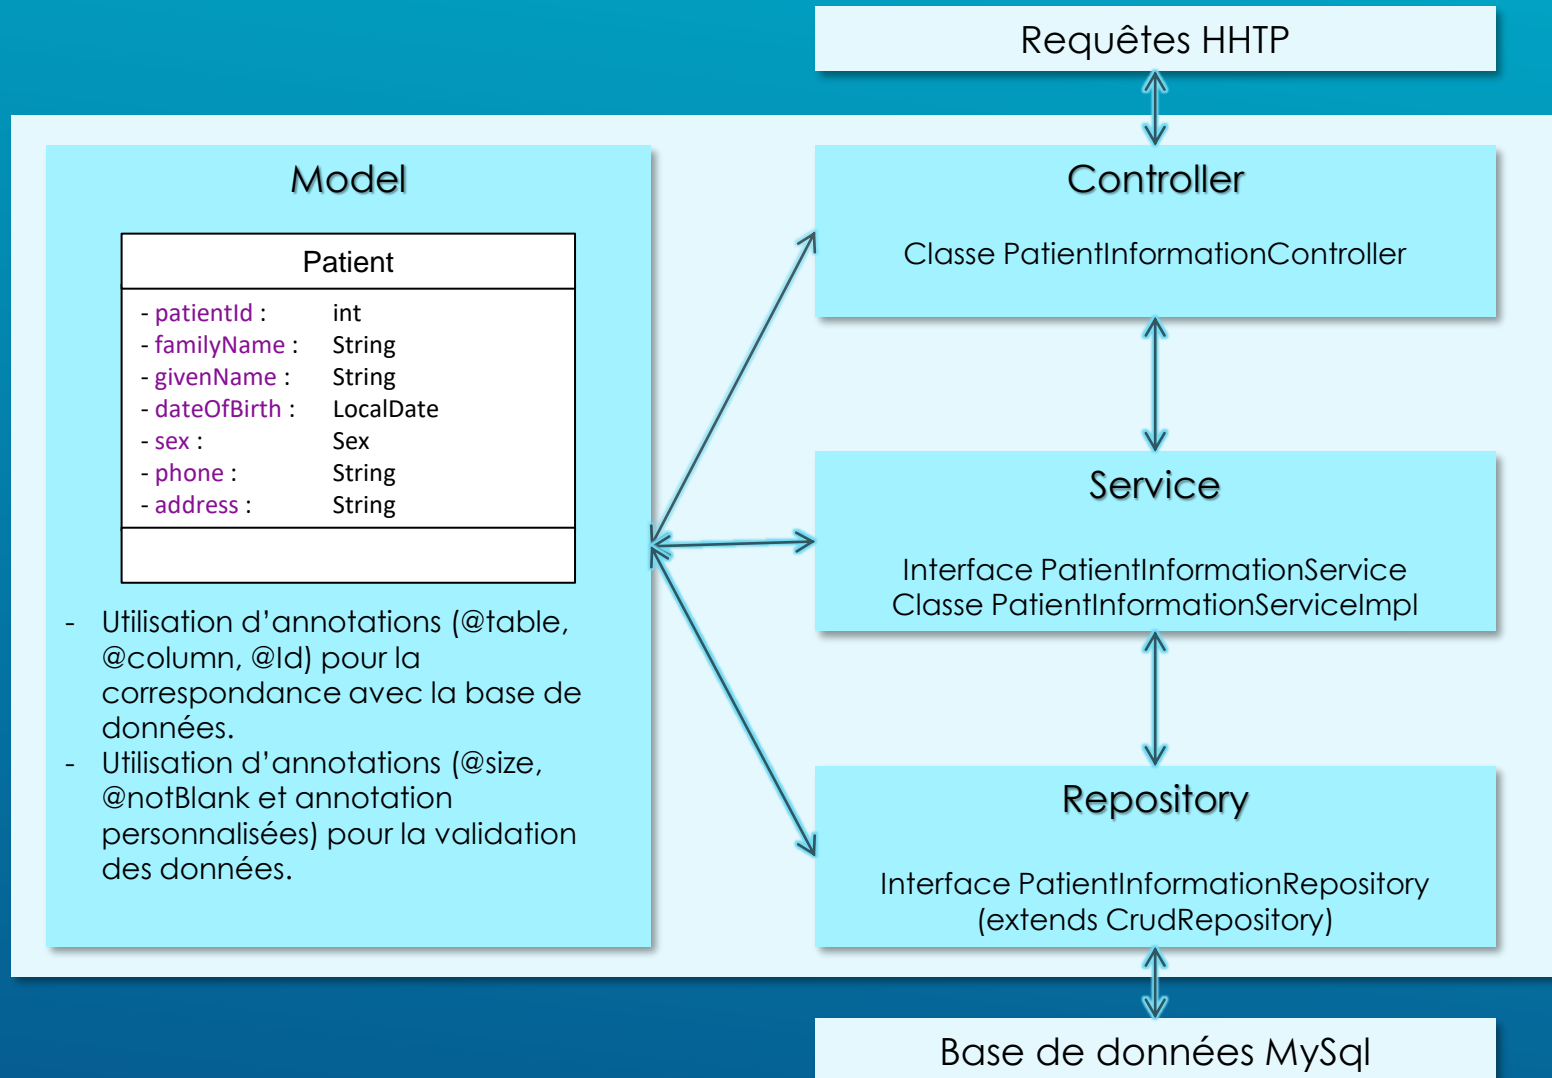 Requêtes HHTP
Model
Patient
- patientId : int
- familyName : String
- givenName : String
- dateOfBirth : LocalDate
- sex : Sex
- phone : String
- address : String
- Utilisation d’annotations (@table,
@column, @Id) pour la
correspondance avec la base de
données.
- Utilisation d’annotations (@size,
@notBlank et annotation
personnalisées) pour la validation
des données.
Controller
Classe PatientInformationController
Service
Interface PatientInformationService
Classe PatientInformationServiceImpl
Repository
Interface PatientInformationRepository
(extends CrudRepository)
Base de données MySql